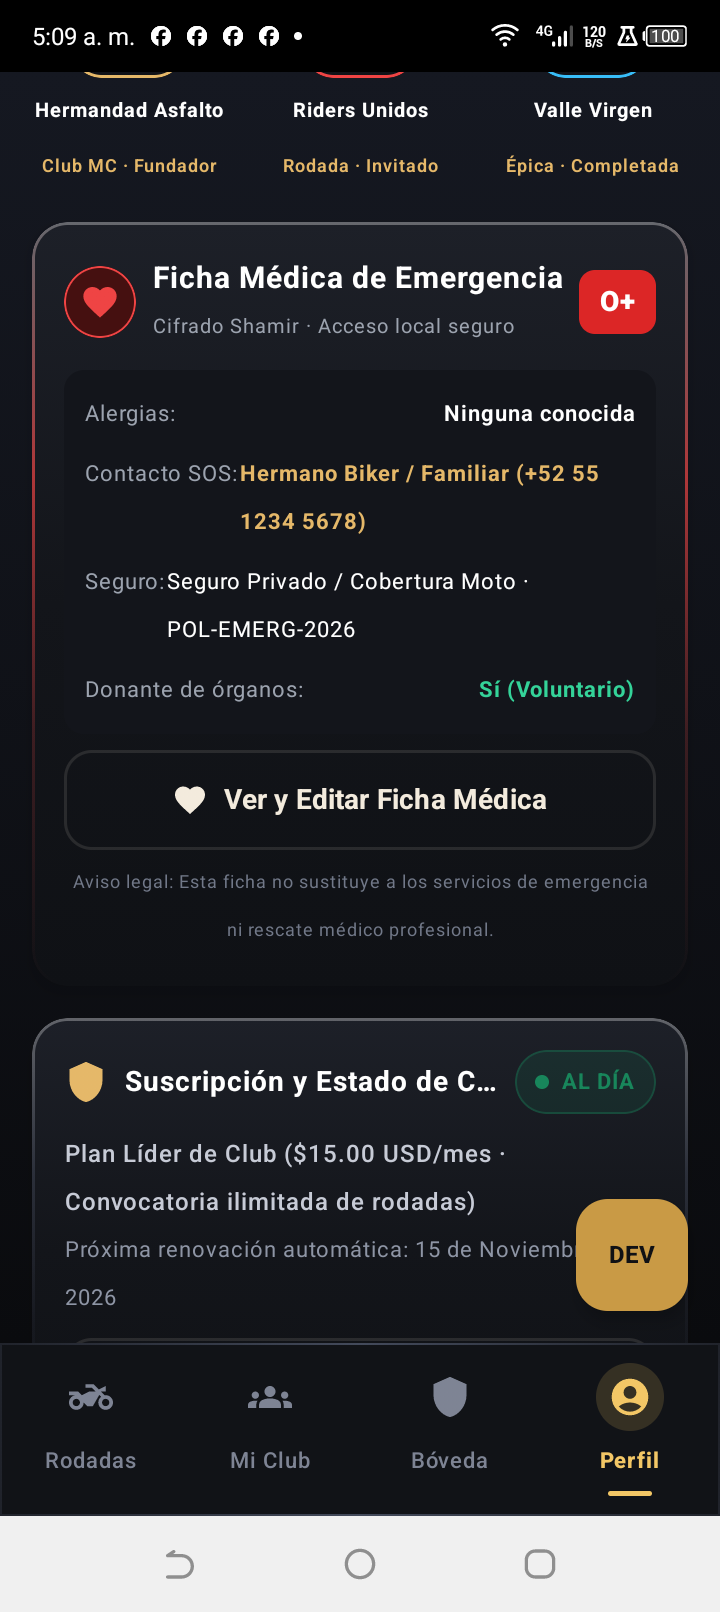 5:09 a. m.
4G
120
B/S
100
Hermandad Asfalto
Riders Unidos
Valle Virgen
Club MC · Fundador
Rodada · Invitado
Épica · Completada
Ficha Médica de Emergencia
O+
Cifrado Shamir · Acceso local seguro
Alergias:
Ninguna conocida
Contacto SOS:
Hermano Biker / Familiar (+52 55
1234 5678)
Seguro:
Seguro Privado / Cobertura Moto ·
POL-EMERG-2026
Donante de órganos:
Sí (Voluntario)
Ver y Editar Ficha Médica
Aviso legal: Esta ficha no sustituye a los servicios de emergencia
ni rescate médico profesional.
Suscripción y Estado de C...
AL DÍA
Plan Líder de Club ($15.00 USD/mes ·
Convocatoria ilimitada de rodadas)
Próxima renovación automática: 15 de Noviemb
2026
DEV
Rodadas
Mi Club
Bóveda
Perfil